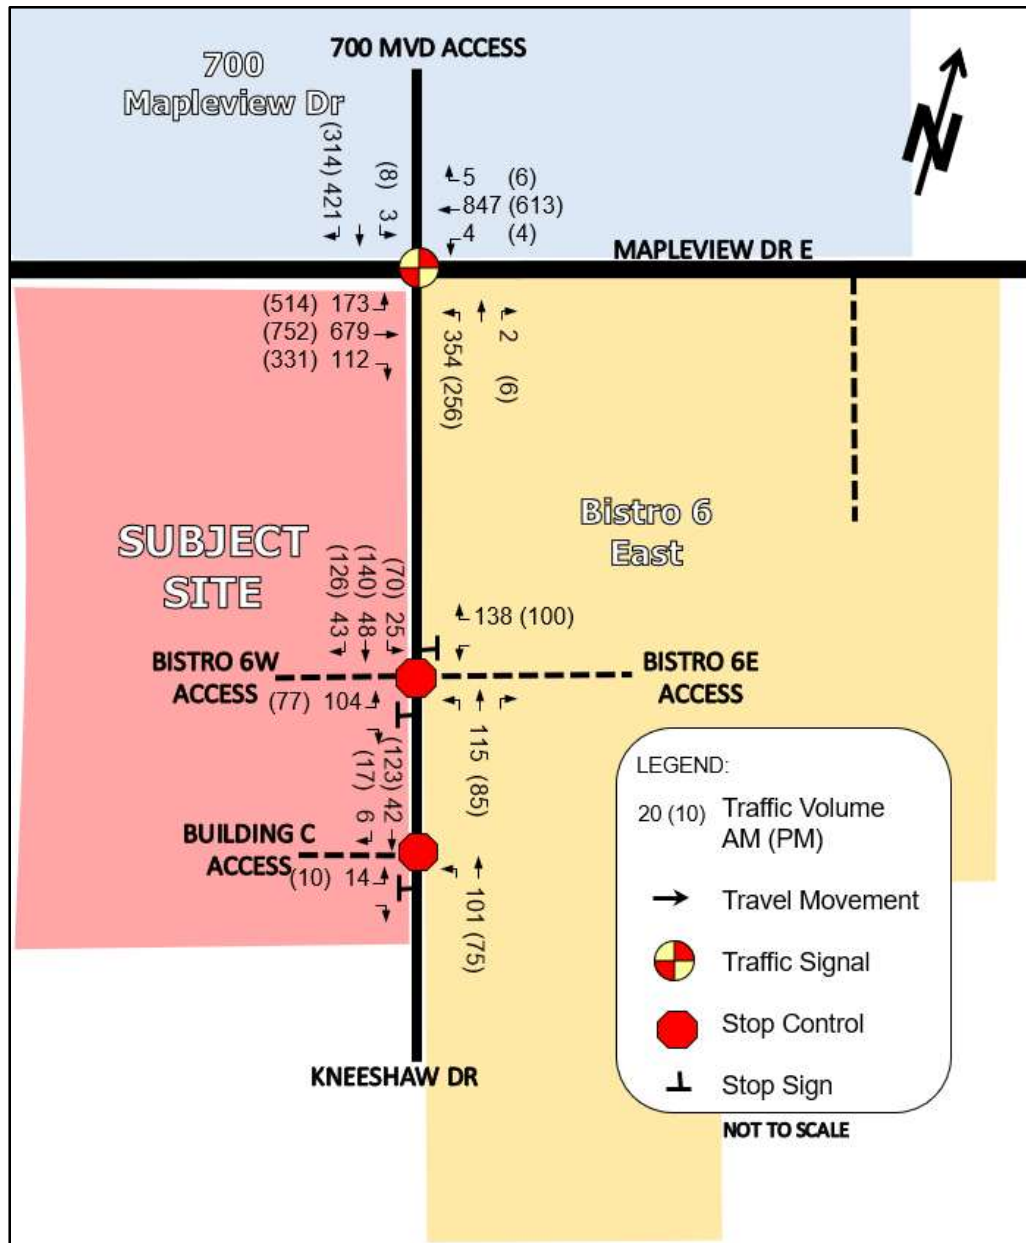 700 MVD ACCESS
700
Mapleview Dr
(314) 421
(8) 3
5 (6)
847 (613)
4 (4)
N
MAPLEVIEW DR E
(514) 173
(752) 679
(331) 112
354 (256)
2 (6)
SUBJECT
SITE
Bistro 6
East
(126) 43
(140) 48
(70) 25
138 (100)
BISTRO 6W
ACCESS
BISTRO 6E
ACCESS
(77) 104
115 (85)
(17) 6
(123) 42
BUILDING C
ACCESS
(10) 14
101 (75)
KNEESHAW DR
LEGEND:
20 (10) Traffic Volume
AM (PM)
Travel Movement
Traffic Signal
Stop Control
Stop Sign
NOT TO SCALE